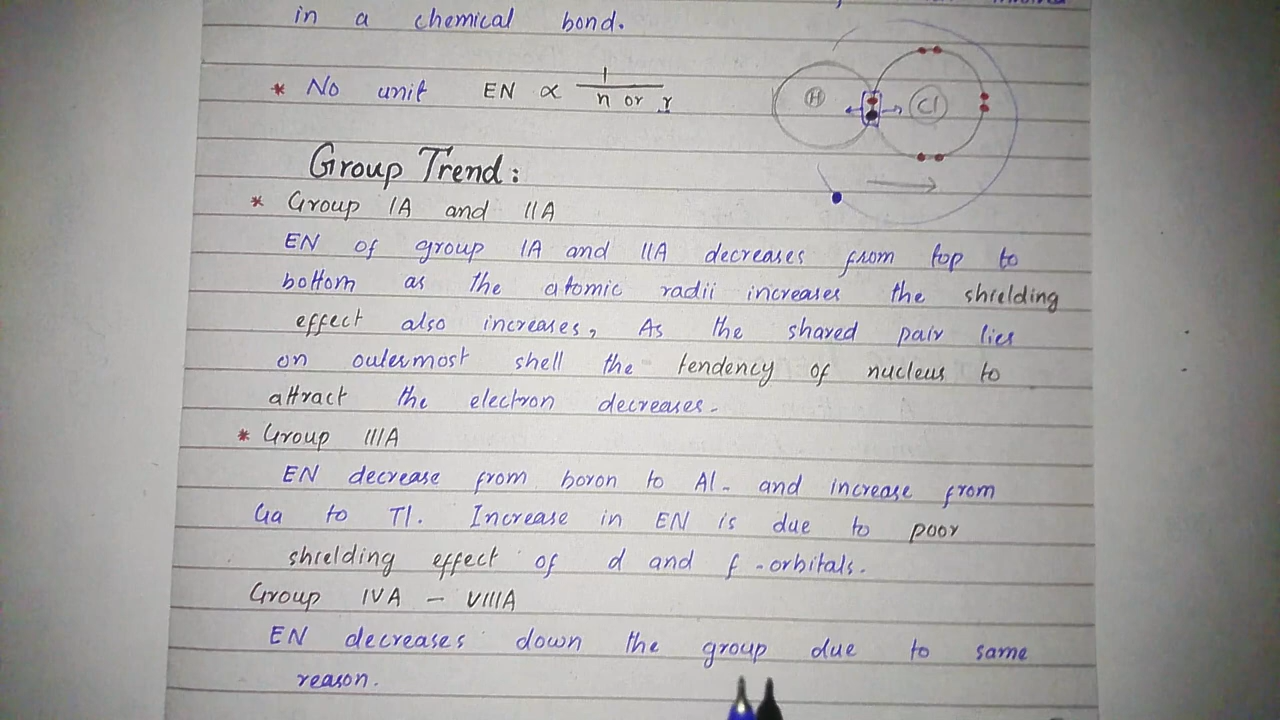 in a chemical bond.
* No unit EN ∝ 1 / n or r
H Cl
Group Trend:
* Group IA and IIA
EN of group IA and IIA decreases from top to
bottom as the atomic radii increases the shielding
effect also increases, As the shared pair lies
on outermost shell the tendency of nucleus to
attract the electron decreases.
* Group IIIA
EN decrease from boron to Al. and increase from
Ga to Tl. Increase in EN is due to poor
shielding effect of d and f-orbitals.
Group IVA - VIIIA
EN decreases down the group due to same
reason.